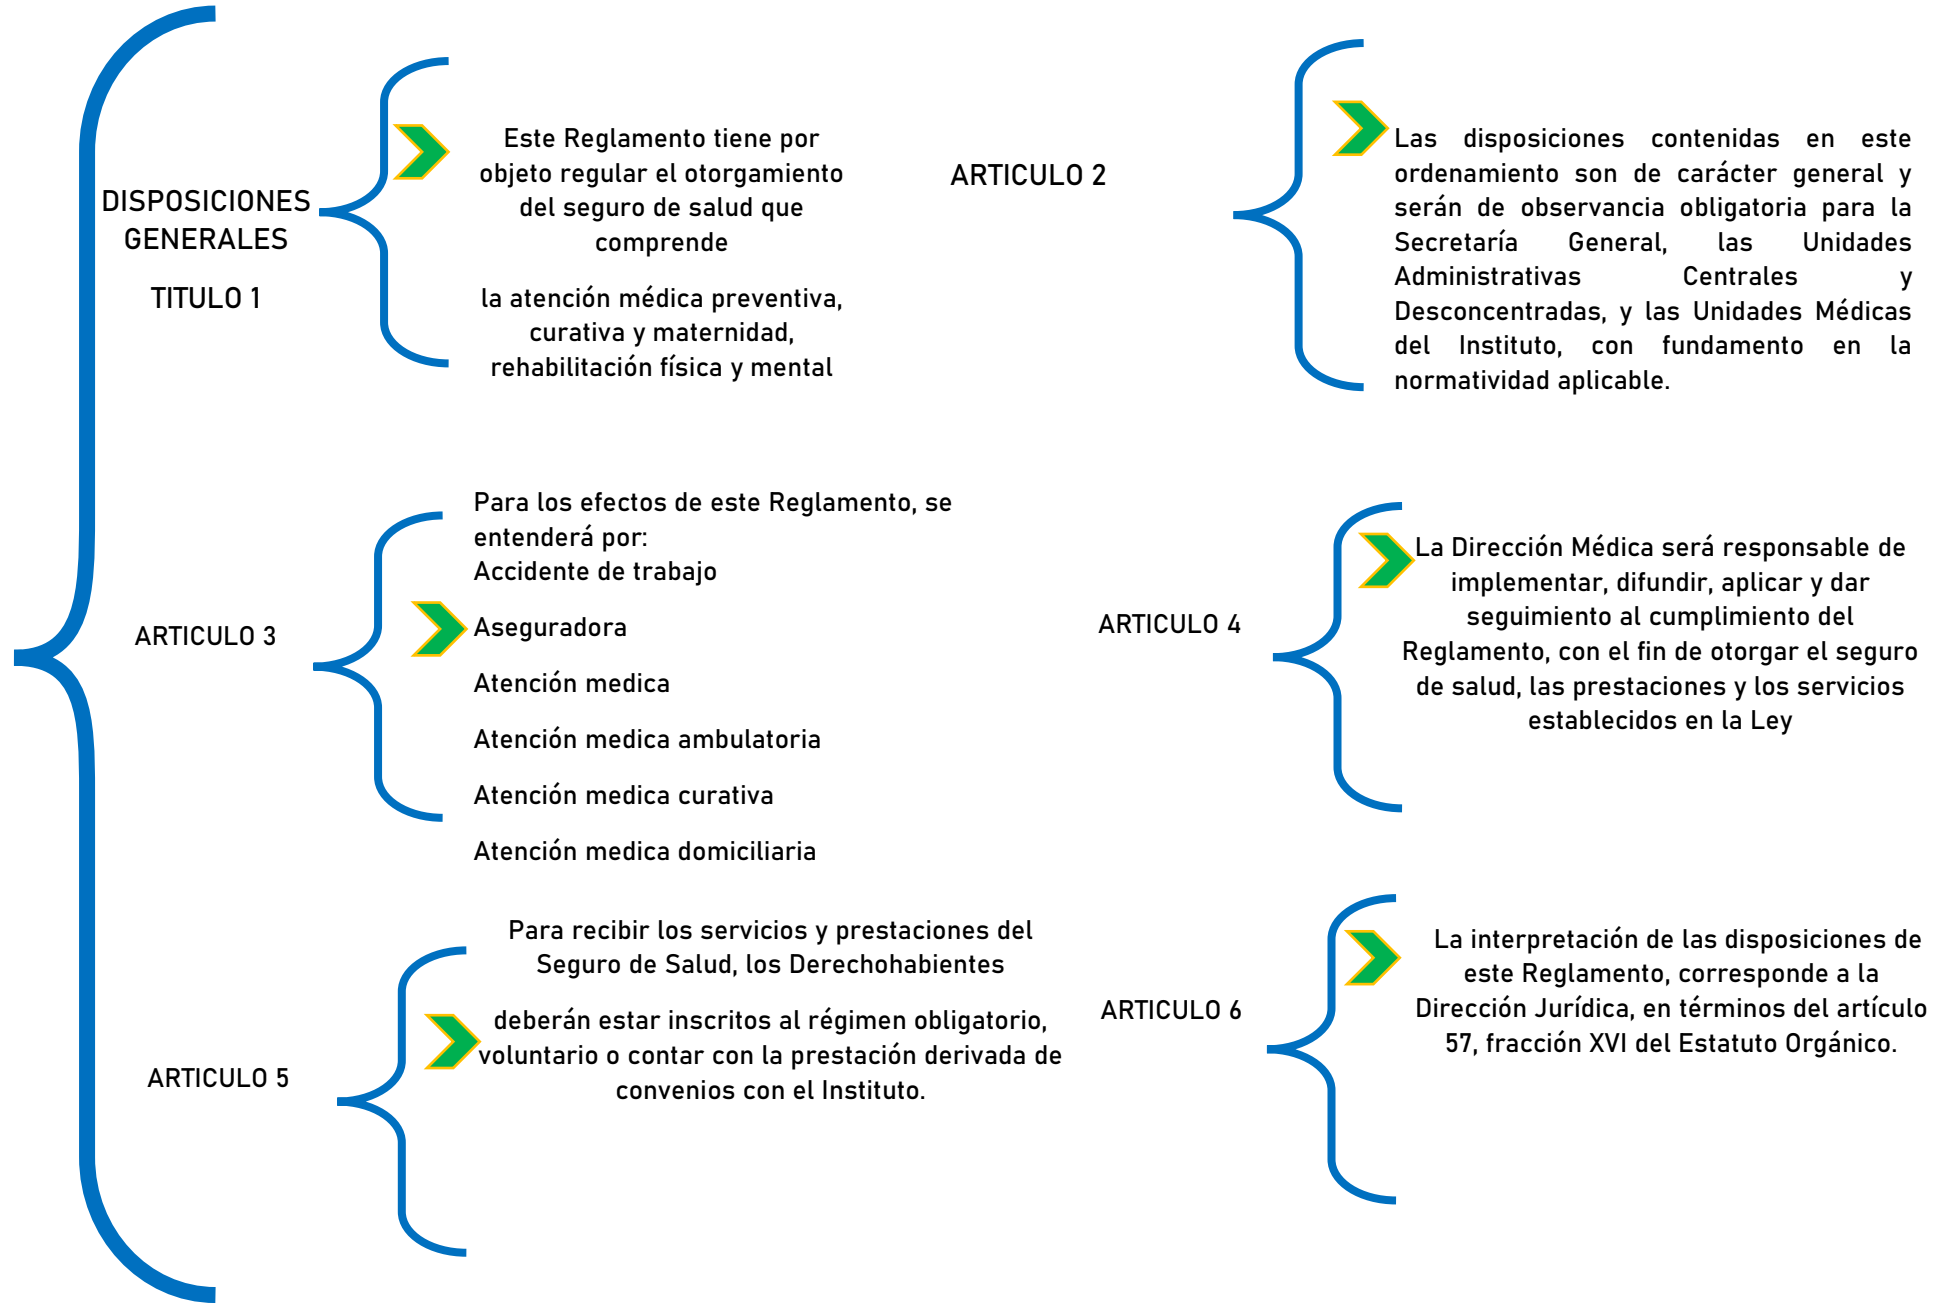 DISPOSICIONES
GENERALES
TITULO 1
Este Reglamento tiene por
objeto regular el otorgamiento
del seguro de salud que
comprende
la atención médica preventiva,
curativa y maternidad,
rehabilitación física y mental
ARTICULO 2
Las disposiciones contenidas en este
ordenamiento son de carácter general y
serán de observancia obligatoria para la
Secretaría General, las Unidades
Administrativas Centrales y
Desconcentradas, y las Unidades Médicas
del Instituto, con fundamento en la
normatividad aplicable.
ARTICULO 3
Para los efectos de este Reglamento, se
entenderá por:
Accidente de trabajo
Aseguradora
Atención medica
Atención medica ambulatoria
Atención medica curativa
Atención medica domiciliaria
ARTICULO 4
La Dirección Médica será responsable de
implementar, difundir, aplicar y dar
seguimiento al cumplimiento del
Reglamento, con el fin de otorgar el seguro
de salud, las prestaciones y los servicios
establecidos en la Ley
ARTICULO 5
Para recibir los servicios y prestaciones del
Seguro de Salud, los Derechohabientes
deberán estar inscritos al régimen obligatorio,
voluntario o contar con la prestación derivada de
convenios con el Instituto.
ARTICULO 6
La interpretación de las disposiciones de
este Reglamento, corresponde a la
Dirección Jurídica, en términos del artículo
57, fracción XVI del Estatuto Orgánico.